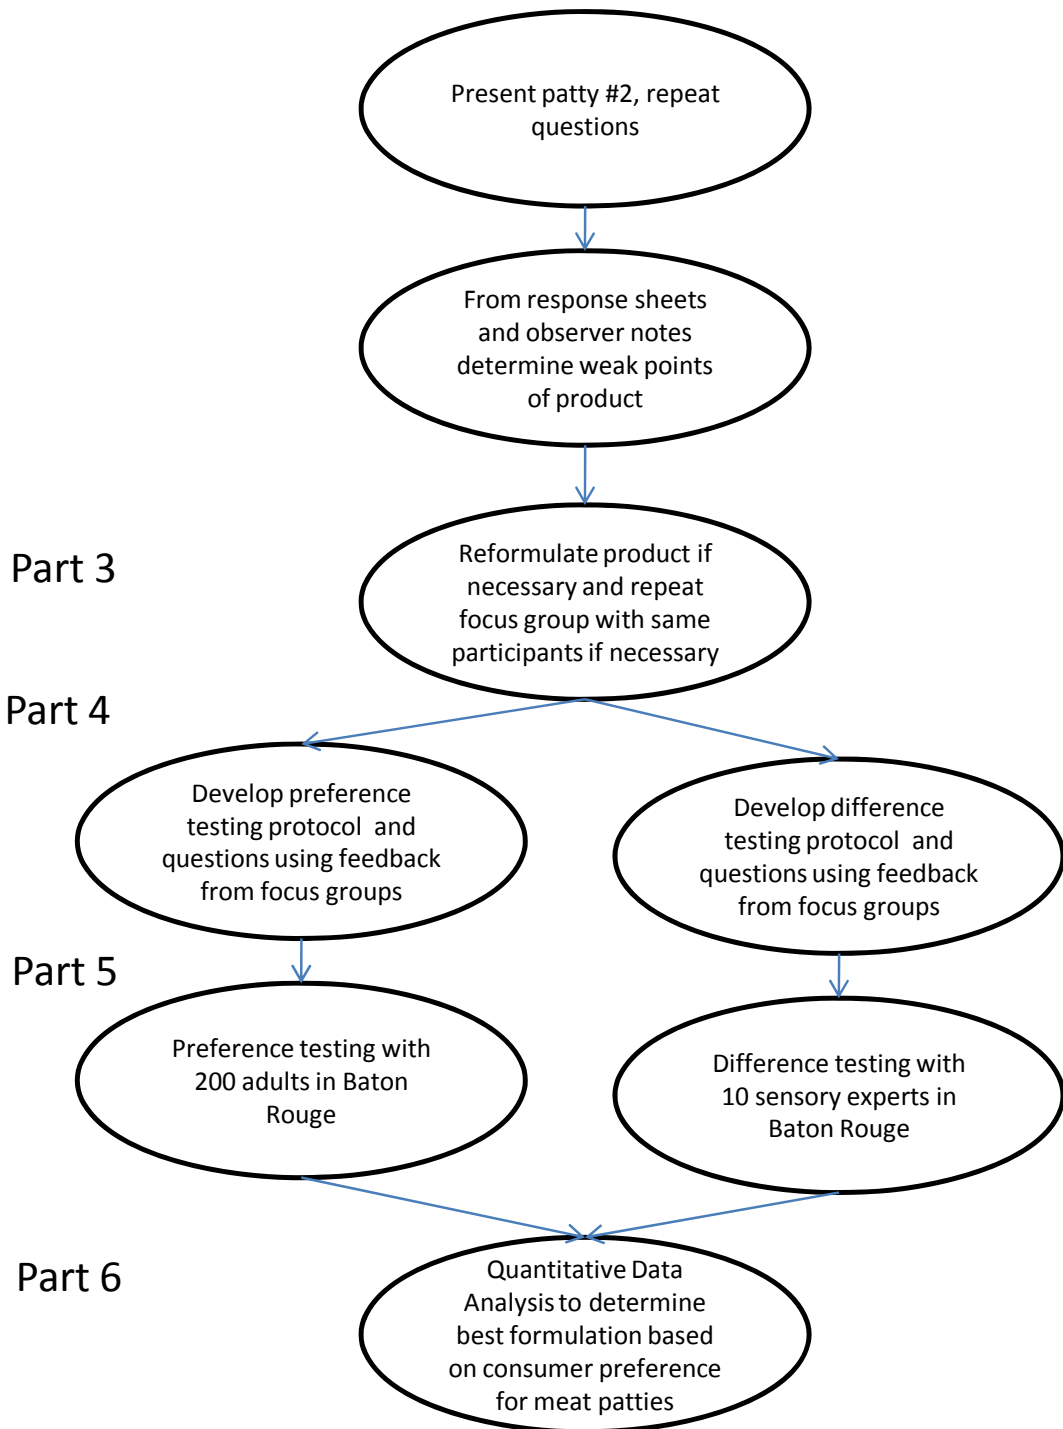 Present patty #2, repeat
questions
From response sheets
and observer notes
determine weak points
of product
Part 3
Reformulate product if
necessary and repeat
focus group with same
participants if necessary
Part 4
Develop preference
testing protocol and
questions using feedback
from focus groups
Develop difference
testing protocol and
questions using feedback
from focus groups
Part 5
Preference testing with
200 adults in Baton
Rouge
Difference testing with
10 sensory experts in
Baton Rouge
Part 6
Quantitative Data
Analysis to determine
best formulation based
on consumer preference
for meat patties